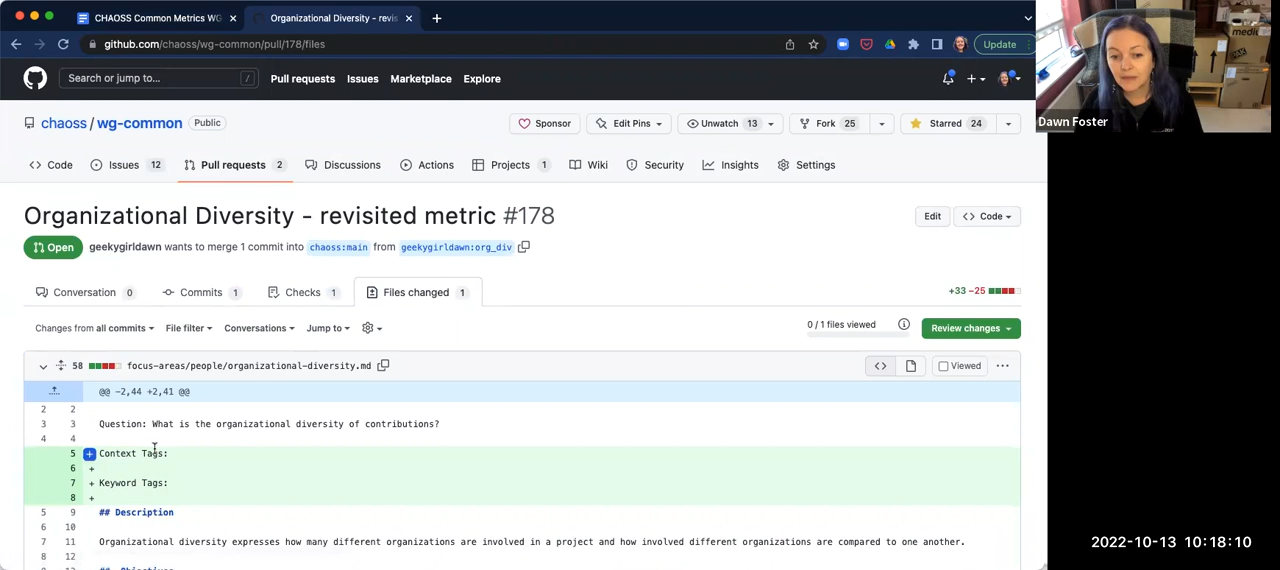 CHAOSS Common Metrics WG
Organizational Diversity - revis
github.com/chaoss/wg-common/pull/178/files
Update
Search or jump to... /
Pull requests Issues Marketplace Explore
Dawn Foster
chaoss / wg-common Public
Sponsor Edit Pins Unwatch 13 Fork 25 Starred 24
Code Issues 12 Pull requests 2 Discussions Actions Projects 1 Wiki Security Insights Settings
Organizational Diversity - revisited metric #178
Edit Code
Open geekygirldawn wants to merge 1 commit into chaoss:main from geekygirldawn:org_div
Conversation 0 Commits 1 Checks 1 Files changed 1
+33 −25
Changes from all commits File filter Conversations Jump to
0 / 1 files viewed Review changes
58 focus-areas/people/organizational-diversity.md Viewed
@@ -2,44 +2,41 @@
2 2
3 3 Question: What is the organizational diversity of contributions?
4 4
5 + Context Tags:
6 +
7 + Keyword Tags:
8 +
5 9 ## Description
6 10
7 11 Organizational diversity expresses how many different organizations are involved in a project and how involved different organizations are compared to one another.
8 12
2022-10-13 10:18:10